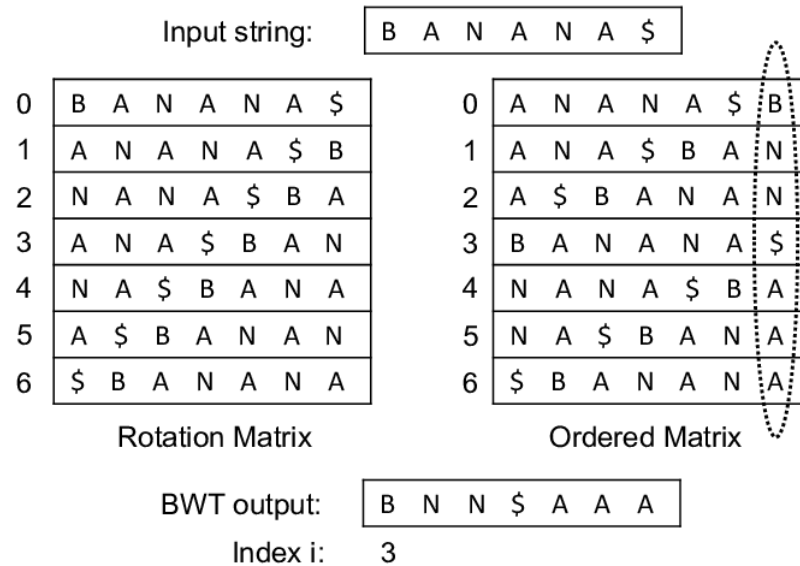 Input string: B A N A N A $
0 B A N A N A $
1 A N A N A $ B
2 N A N A $ B A
3 A N A $ B A N
4 N A $ B A N A
5 A $ B A N A N
6 $ B A N A N A
Rotation Matrix
0 A N A N A $ B
1 A N A $ B A N
2 A $ B A N A N
3 B A N A N A $
4 N A N A $ B A
5 N A $ B A N A
6 $ B A N A N A
Ordered Matrix
BWT output: B N N $ A A A
Index i: 3